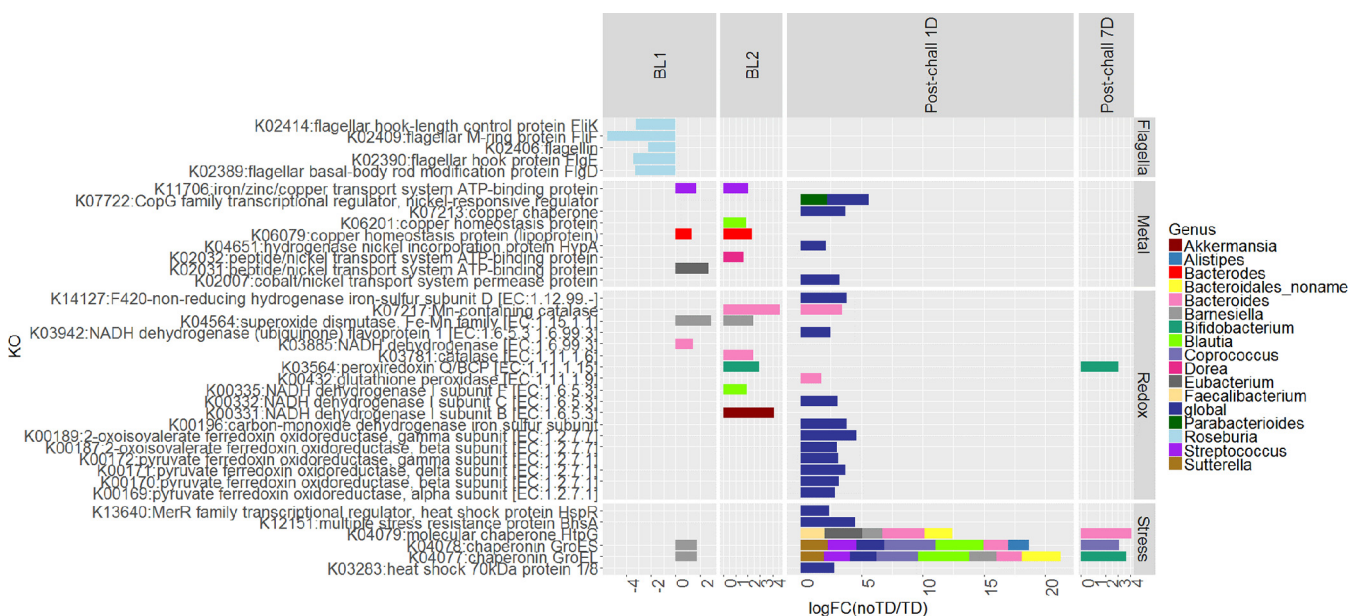 BL1
BL2
Post-chall 1D
Post-chall 7D
K02414:flagellar hook-length control protein FliK
K02409:flagellar M-ring protein FliF
K02406:flagellin
K02390:flagellar hook protein FlgE
K02389:flagellar basal-body rod modification protein FlgD
Flagella
K11706:iron/zinc/copper transport system ATP-binding protein
K07722:CopG family transcriptional regulator, nickel-responsive regulator
K07213:copper chaperone
K06201:copper homeostasis protein
K06079:copper homeostasis protein (lipoprotein)
K04651:hydrogenase nickel incorporation protein HypA
K02032:peptide/nickel transport system ATP-binding protein
K02031:peptide/nickel transport system ATP-binding protein
K02007:cobalt/nickel transport system permease protein
Metal
K14127:F420-non-reducing hydrogenase iron-sulfur subunit D [EC:1.12.99.-]
K07217:Mn-containing catalase
K04564:superoxide dismutase, Fe-Mn family [EC:1.15.1.1]
K03942:NADH dehydrogenase (ubiquinone) flavoprotein 1 [EC:1.6.5.3 1.6.99.3]
K03885:NADH dehydrogenase [EC:1.6.99.3]
K03781:catalase [EC:1.11.1.6]
K03564:peroxiredoxin Q/BCP [EC:1.11.1.15]
K00432:glutathione peroxidase [EC:1.11.1.9]
K00335:NADH dehydrogenase I subunit F [EC:1.6.5.3]
K00332:NADH dehydrogenase I subunit C [EC:1.6.5.3]
K00331:NADH dehydrogenase I subunit B [EC:1.6.5.3]
K00196:carbon-monoxide dehydrogenase iron sulfur subunit
K00189:2-oxoisovalerate ferredoxin oxidoreductase, gamma subunit [EC:1.2.7.7]
K00187:2-oxoisovalerate ferredoxin oxidoreductase, beta subunit [EC:1.2.7.7]
K00172:pyruvate ferredoxin oxidoreductase, gamma subunit [EC:1.2.7.1]
K00171:pyruvate ferredoxin oxidoreductase, delta subunit [EC:1.2.7.1]
K00170:pyruvate ferredoxin oxidoreductase, beta subunit [EC:1.2.7.1]
K00169:pyruvate ferredoxin oxidoreductase, alpha subunit [EC:1.2.7.1]
Redox
K13640:MerR family transcriptional regulator, heat shock protein HspR
K12151:multiple stress resistance protein BhsA
K04079:molecular chaperone HtpG
K04078:chaperonin GroES
K04077:chaperonin GroEL
K03283:heat shock 70kDa protein 1/8
Stress
KO
-4 -2 0 2
0 1 2 3 4
0 5 10 15 20
0 1 2 3 4
logFC(noTD/TD)
Genus
Akkermansia
Alistipes
Bacterodes
Bacteroidales_noname
Bacteroides
Barnesiella
Bifidobacterium
Blautia
Coprococcus
Dorea
Eubacterium
Faecalibacterium
global
Parabacterioides
Roseburia
Streptococcus
Sutterella